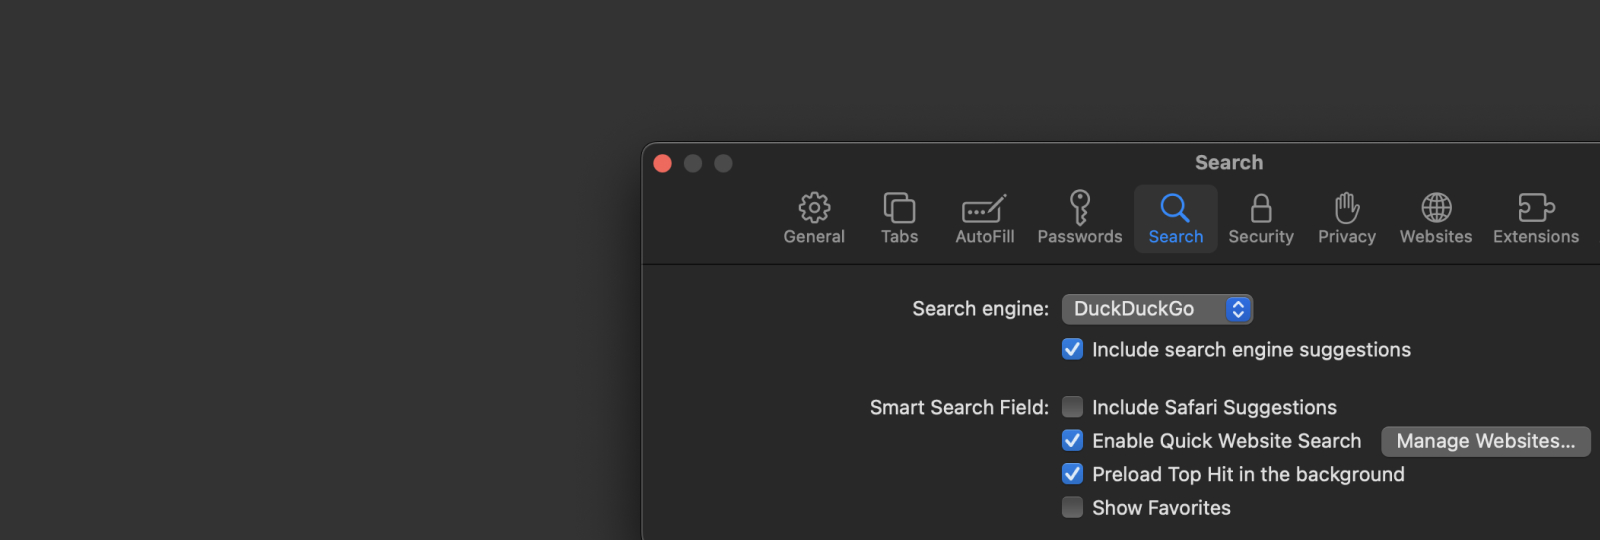 Search
General Tabs AutoFill Passwords Search Security Privacy Websites Extensions
Search engine: DuckDuckGo
Include search engine suggestions
Smart Search Field: Include Safari Suggestions
Enable Quick Website Search Manage Websites...
Preload Top Hit in the background
Show Favorites